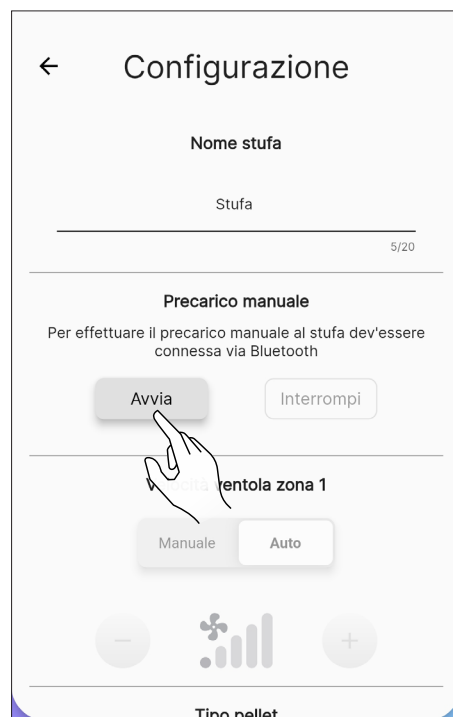 Configurazione
Nome stufa
Stufa
5/20
Precarico manuale
Per effettuare il precarico manuale al stufa dev'essere
connessa via Bluetooth
Avvia
Interrompi
Velocità ventola zona 1
Manuale
Auto
Tipo pellet